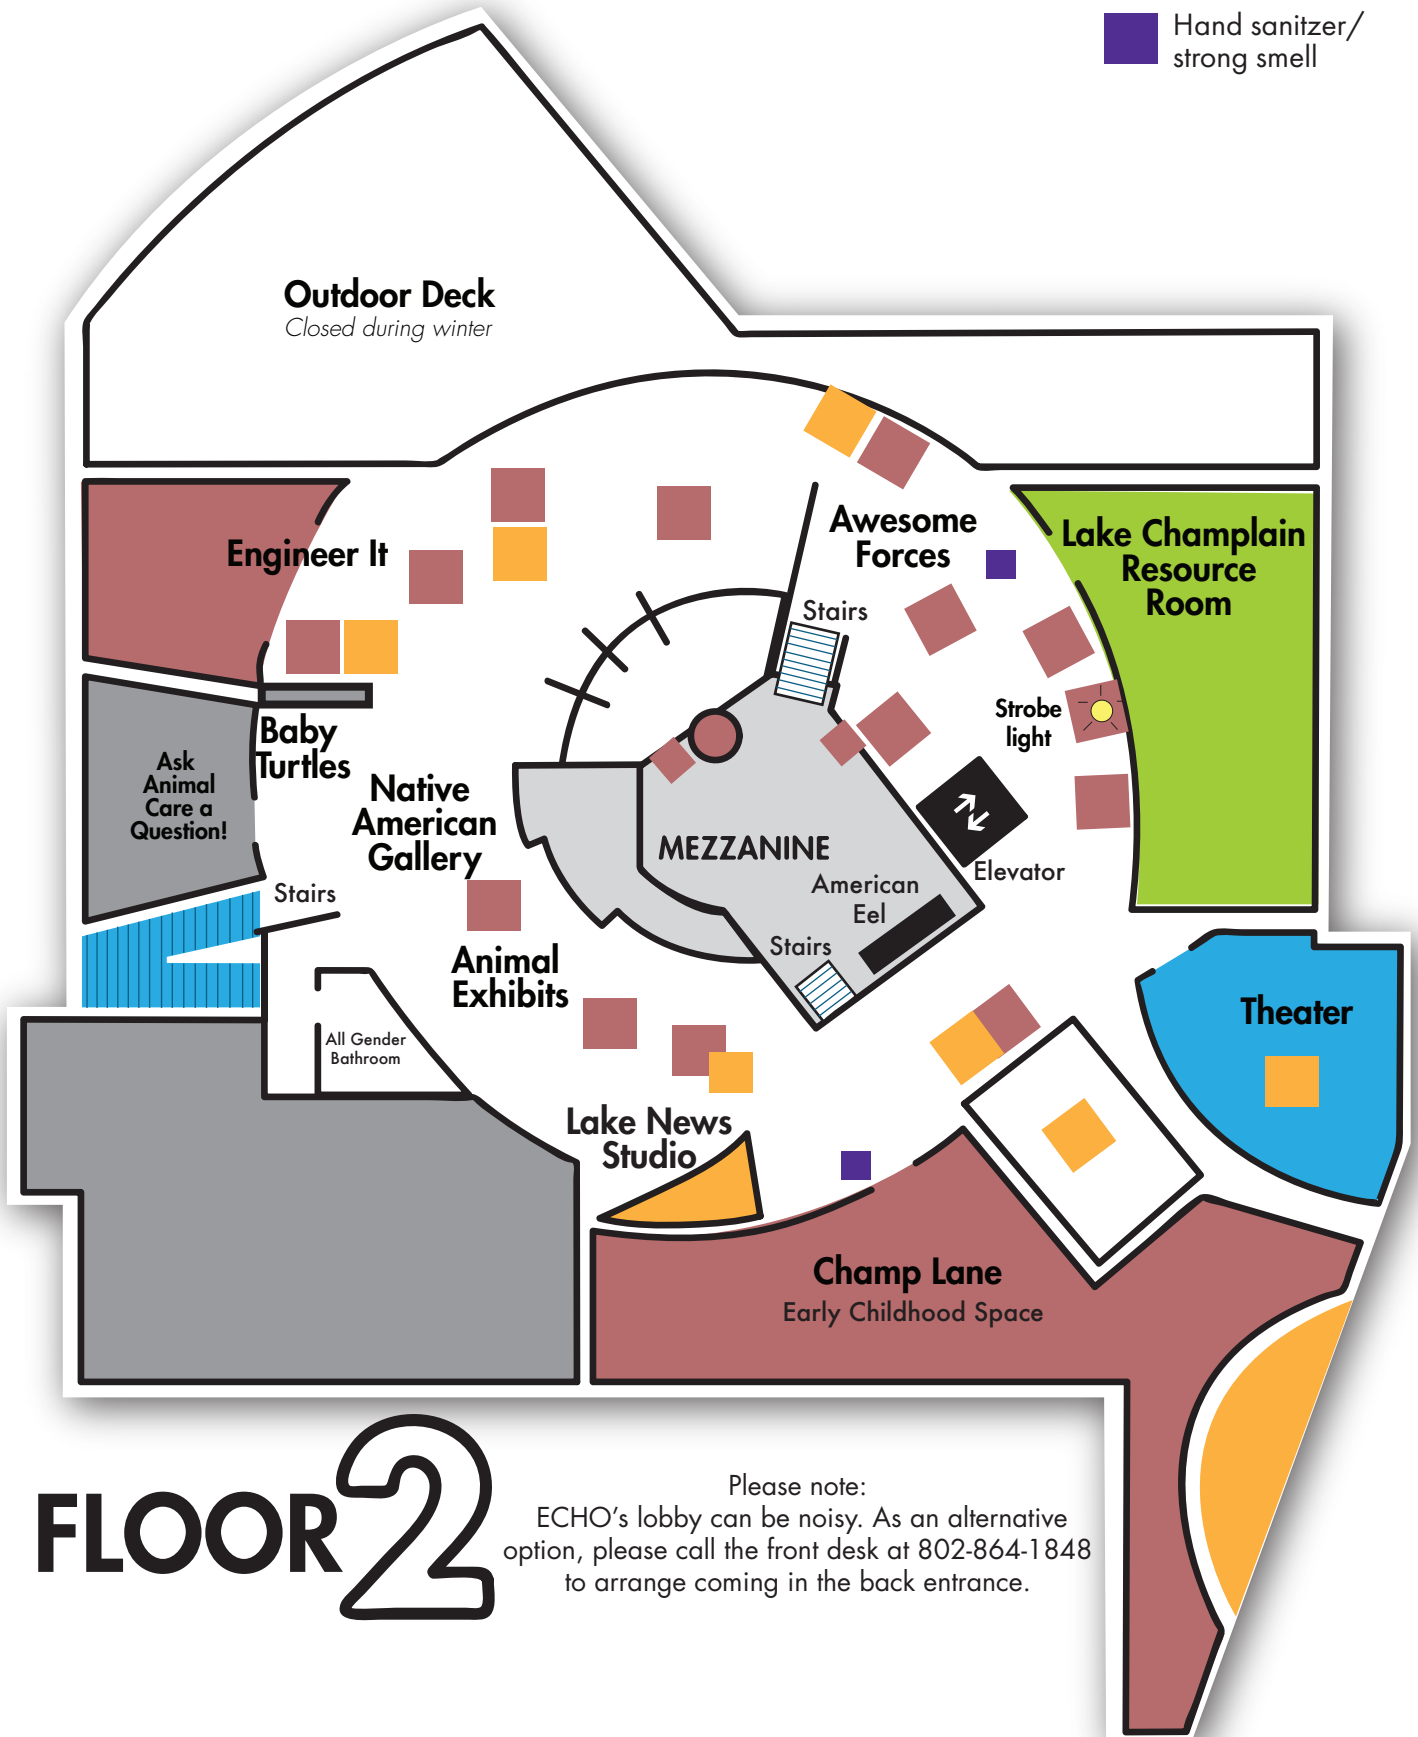 Hand sanitzer/
strong smell
Outdoor Deck
Closed during winter
Engineer It
Awesome
Forces
Lake Champlain
Resource
Room
Stairs
Strobe
light
Baby
Turtles
Ask
Animal
Care a
Question!
Native
American
Gallery
MEZZANINE
Elevator
American
Eel
Stairs
Stairs
Animal
Exhibits
Theater
All Gender
Bathroom
Lake News
Studio
Champ Lane
Early Childhood Space
FLOOR 2
Please note:
ECHO's lobby can be noisy. As an alternative
option, please call the front desk at 802-864-1848
to arrange coming in the back entrance.